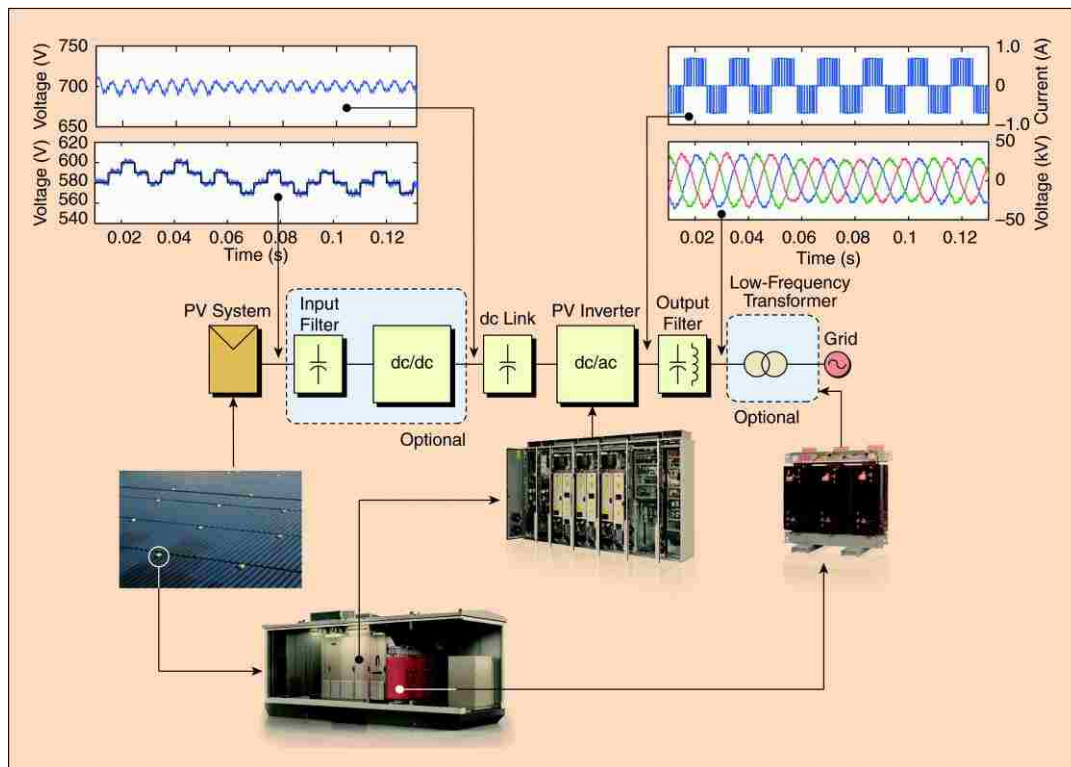 750
700
650
Voltage (V)
620
600
580
560
540
Voltage (V)
0.02 0.04 0.06 0.08 0.1 0.12
Time (s)
1.0
0
–1.0
Current (A)
50
0
–50
Voltage (kV)
0.02 0.04 0.06 0.08 0.1 0.12
Time (s)
Low-Frequency
Transformer
PV System
Input
Filter
dc Link
PV Inverter
Output
Filter
Grid
dc/dc
dc/ac
Optional
Optional